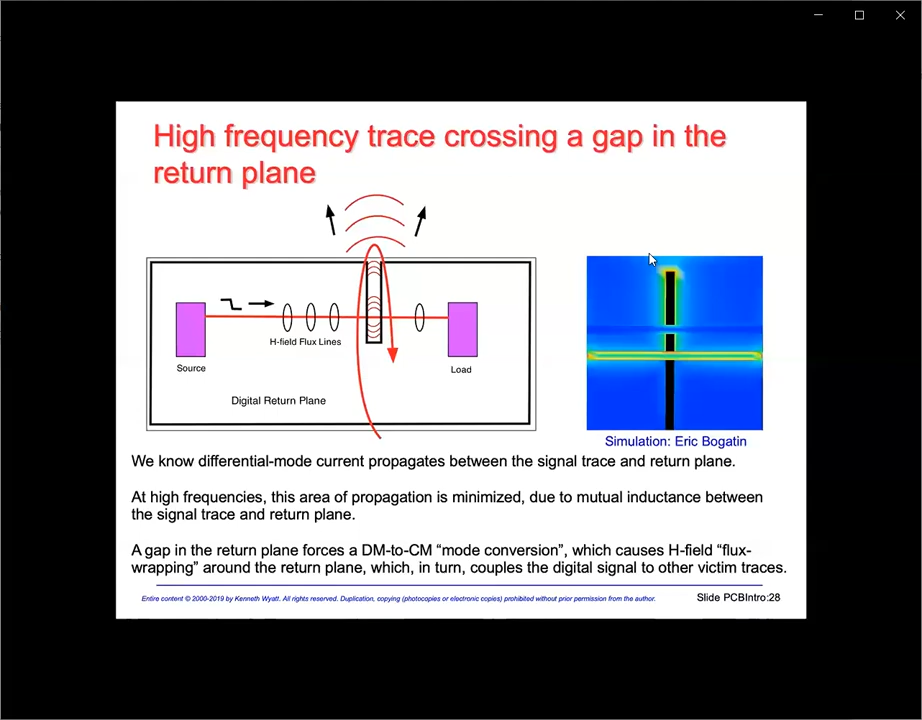 High frequency trace crossing a gap in the
return plane
H-field Flux Lines
Source
Load
Digital Return Plane
Simulation: Eric Bogatin
We know differential-mode current propagates between the signal trace and return plane.
At high frequencies, this area of propagation is minimized, due to mutual inductance between
the signal trace and return plane.
A gap in the return plane forces a DM-to-CM “mode conversion”, which causes H-field “flux-
wrapping” around the return plane, which, in turn, couples the digital signal to other victim traces.
Entire content © 2000-2019 by Kenneth Wyatt. All rights reserved. Duplication, copying (photocopies or electronic copies) prohibited without prior permission from the author.
Slide PCBIntro:28